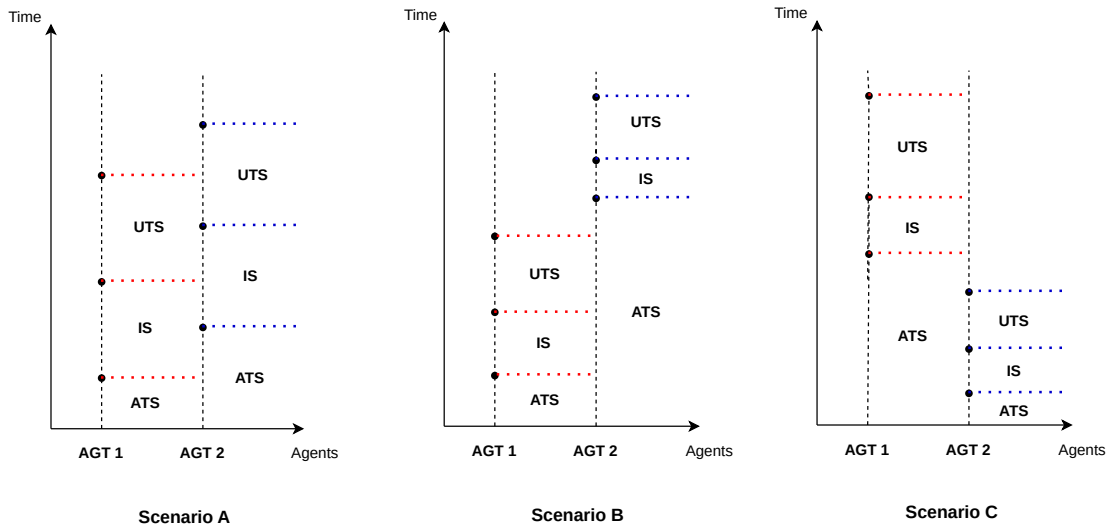 Time
UTS
UTS
IS
IS
ATS
ATS
AGT 1
AGT 2
Agents
Scenario A
Time
UTS
IS
UTS
ATS
IS
ATS
AGT 1
AGT 2
Agents
Scenario B
Time
UTS
IS
UTS
ATS
IS
ATS
AGT 1
AGT 2
Agents
Scenario C